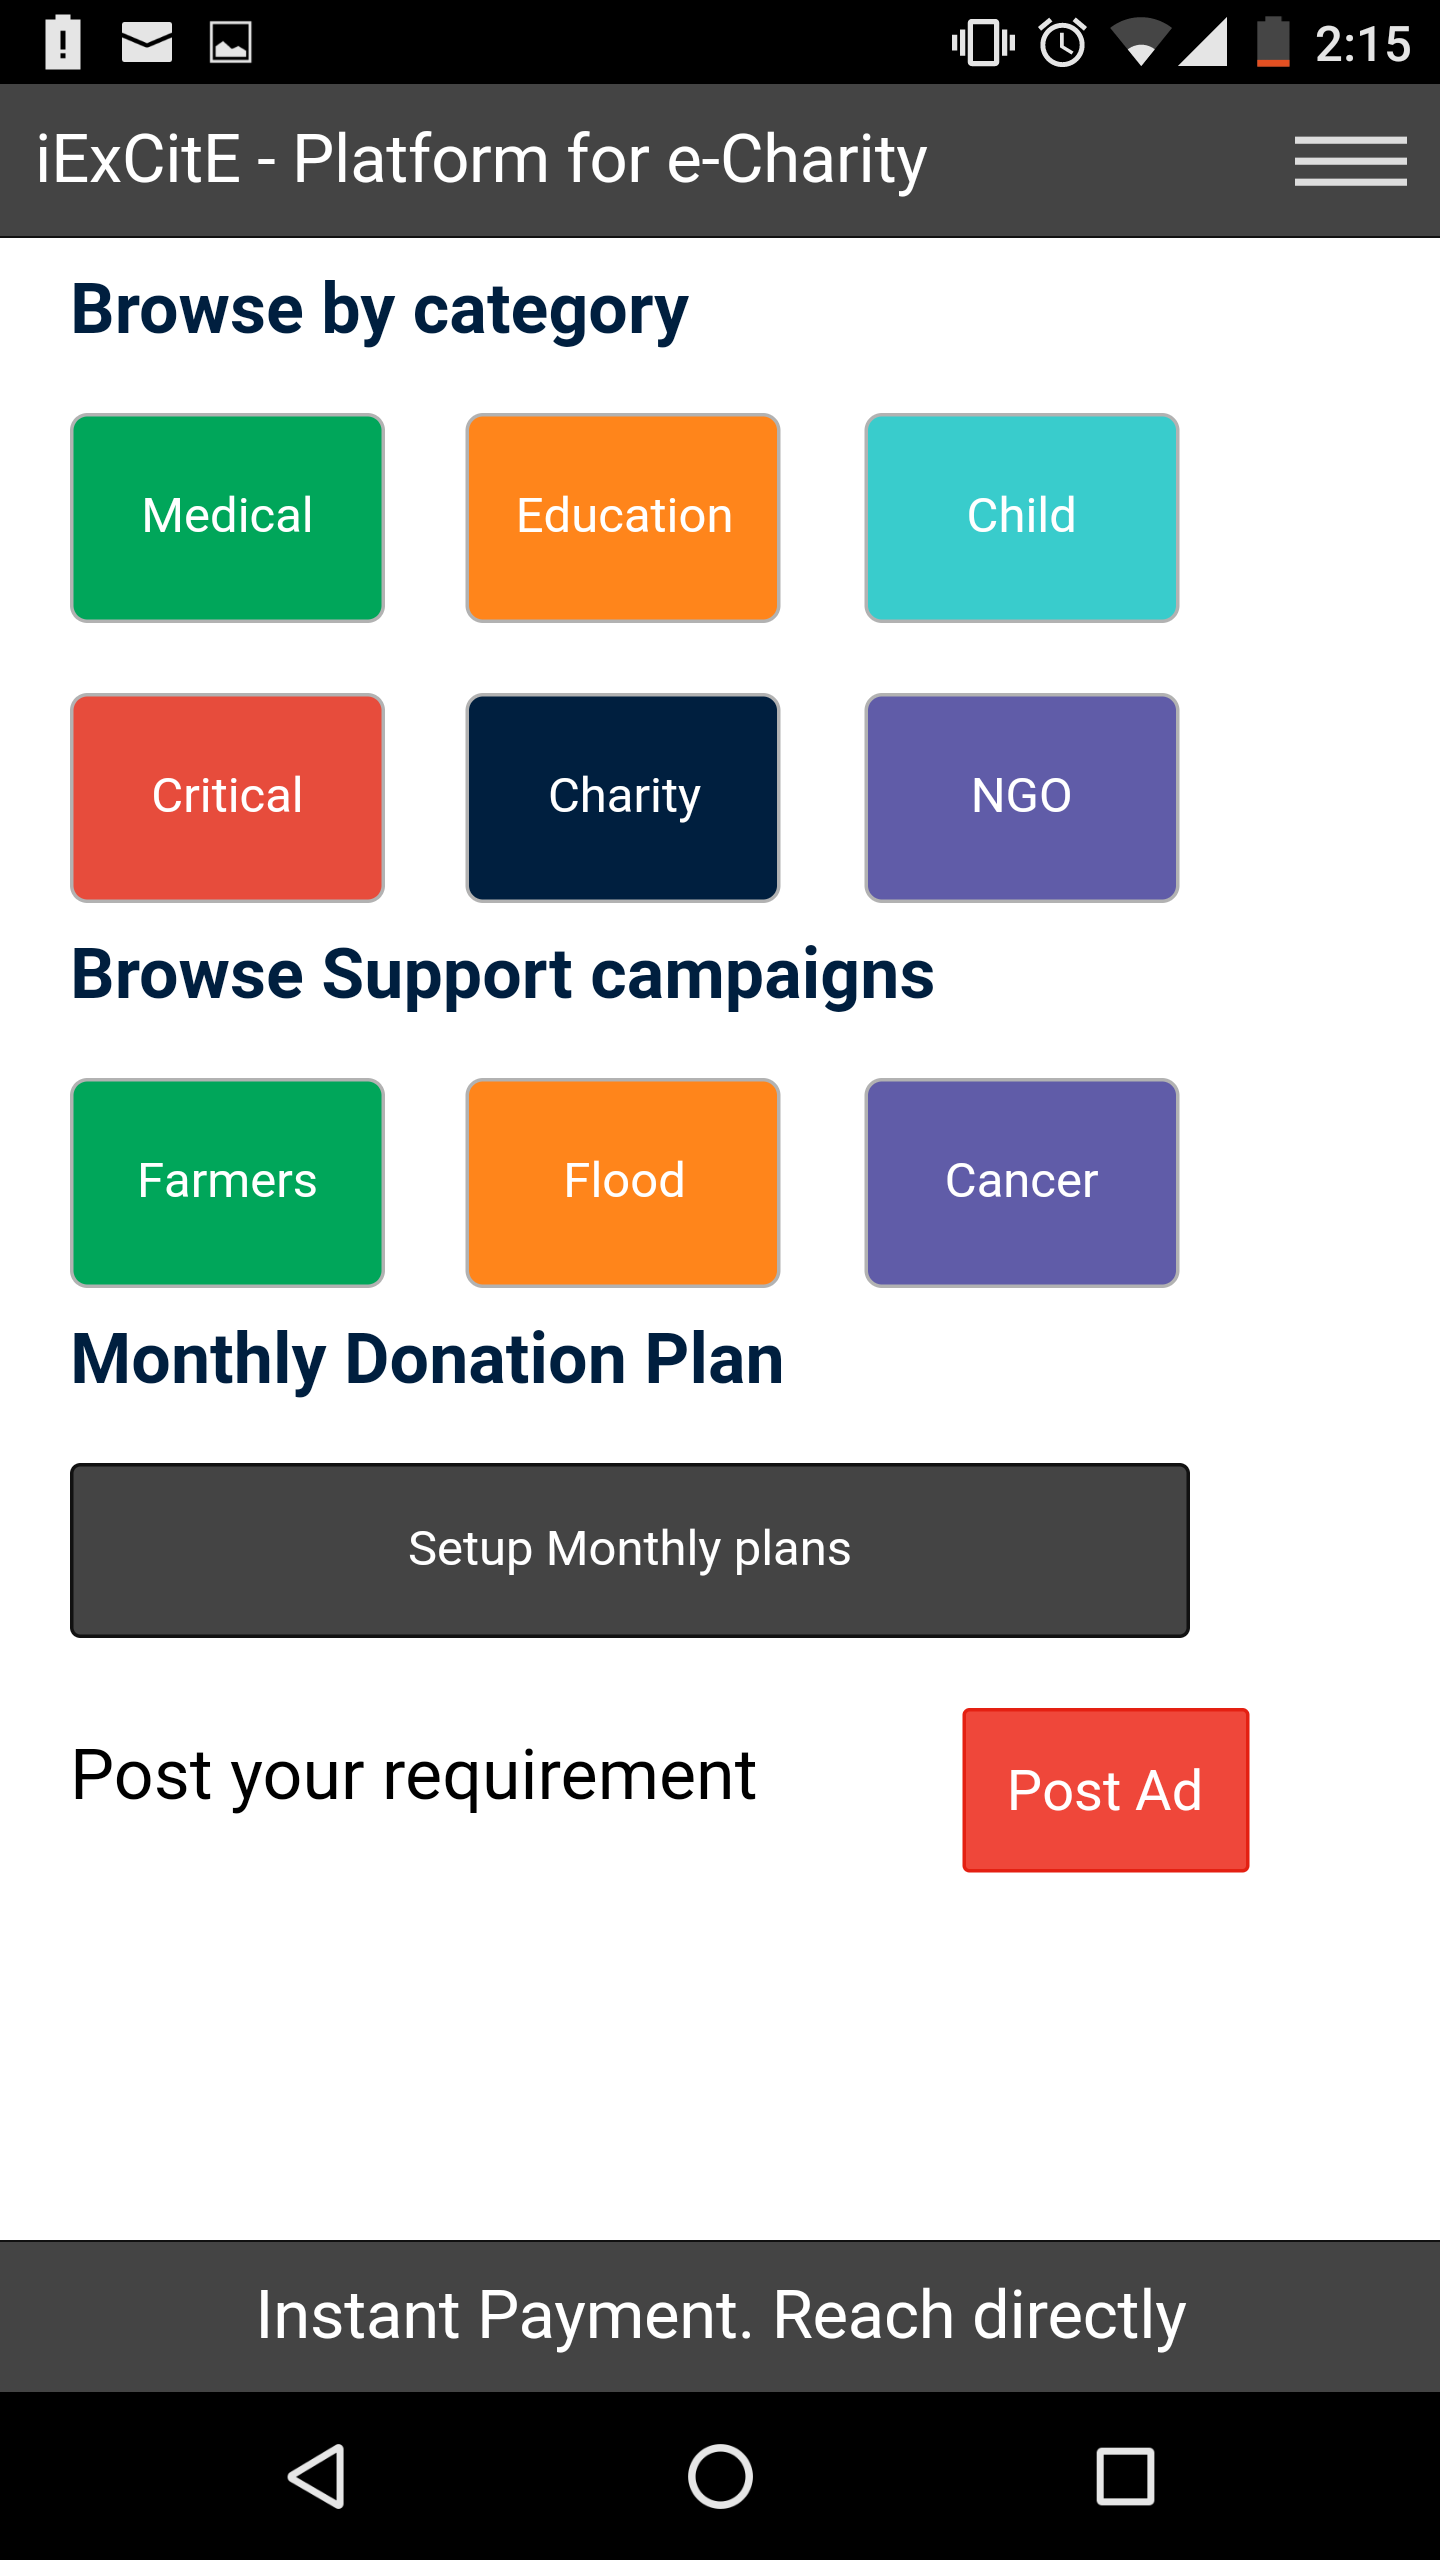 2:15
iExCitE - Platform for e-Charity
Browse by category
Medical Education Child
Critical Charity NGO
Browse Support campaigns
Farmers Flood Cancer
Monthly Donation Plan
Setup Monthly plans
Post your requirement Post Ad
Instant Payment. Reach directly